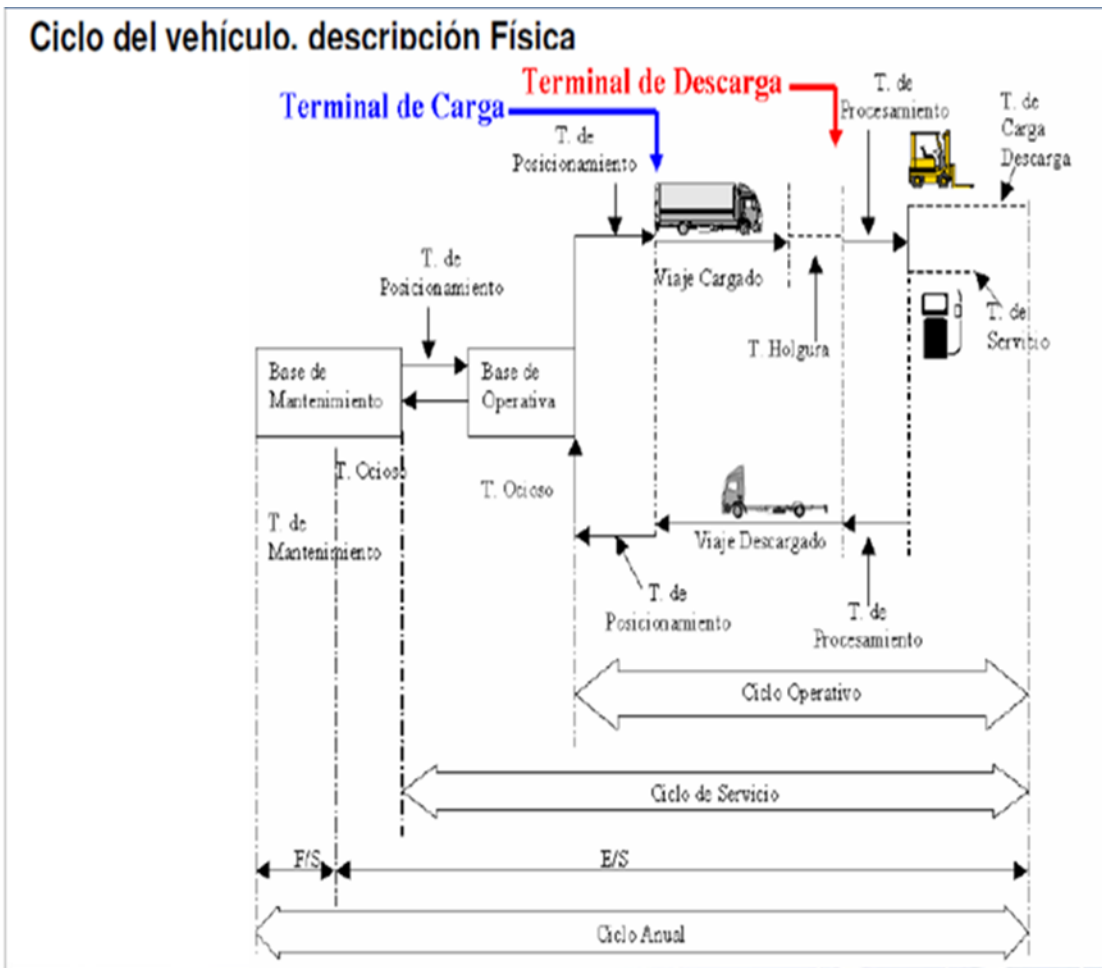 Ciclo del vehículo. descripción Física
Terminal de Descarga
Terminal de Carga
T. de
Procesamiento
T. de
Carga
Descarga
T. de
Posicionamiento
T. de
Posicionamiento
Viaje Cargado
T. Holgura
T. de
Servicio
Base de
Mantenimiento
Base de
Operativa
T. Ocioso
T. Ocioso
T. de
Mantenimiento
Viaje Descargado
T. de
Posicionamiento
T. de
Procesamiento
Ciclo Operativo
Ciclo de Servicio
F/S
E/S
Ciclo Anual